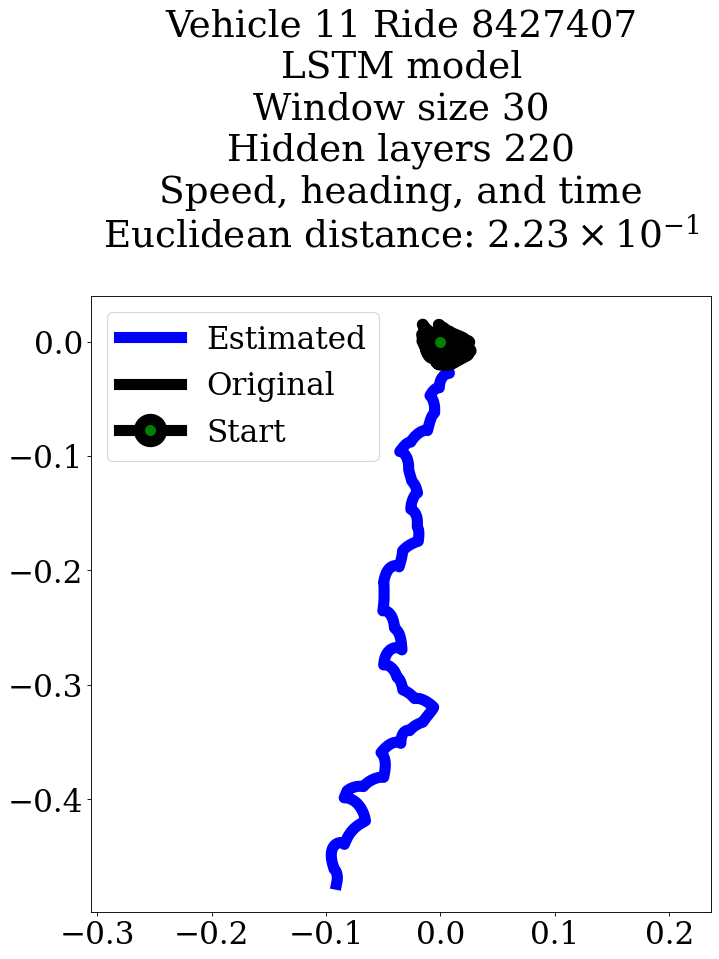 Vehicle 11 Ride 8427407
LSTM model
Window size 30
Hidden layers 220
Speed, heading, and time
Euclidean distance: 2.23 × 10⁻¹
Estimated
Original
Start
0.0
−0.1
−0.2
−0.3
−0.4
−0.3 −0.2 −0.1 0.0 0.1 0.2